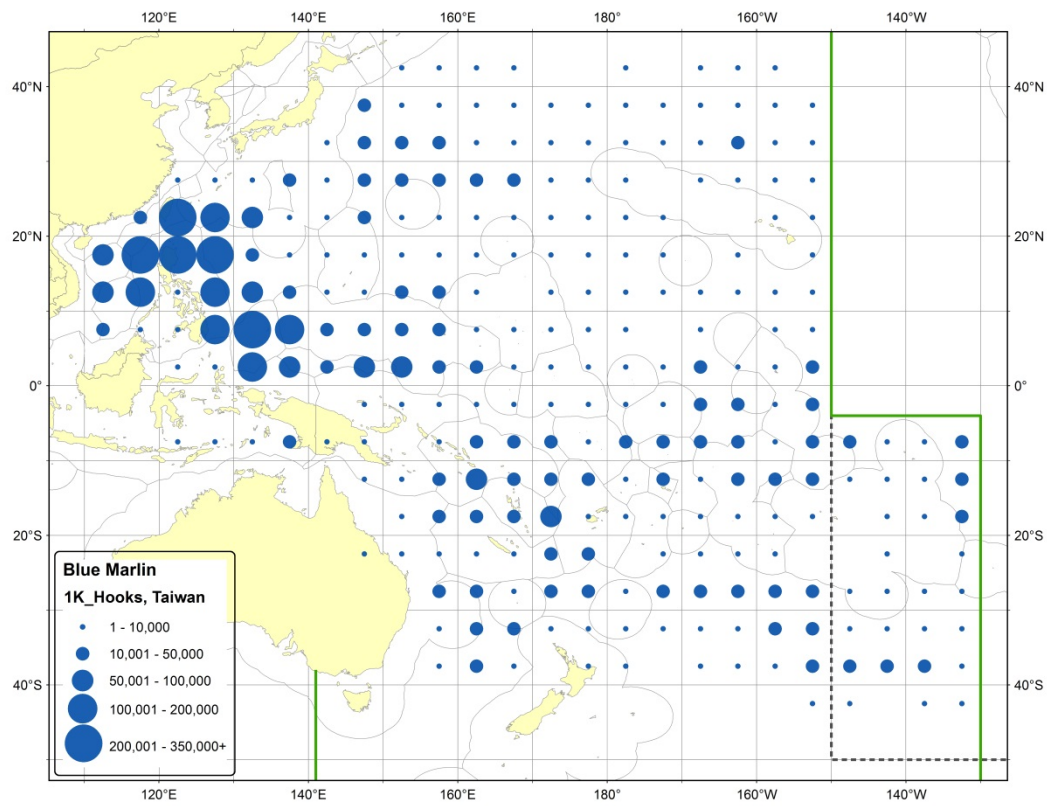 120°E 140°E 160°E 180° 160°W 140°W
40°N 40°N
20°N 20°N
0° 0°
20°S 20°S
40°S 40°S
Blue Marlin
1K_Hooks, Taiwan
1 - 10,000
10,001 - 50,000
50,001 - 100,000
100,001 - 200,000
200,001 - 350,000+
120°E 140°E 160°E 180° 160°W 140°W